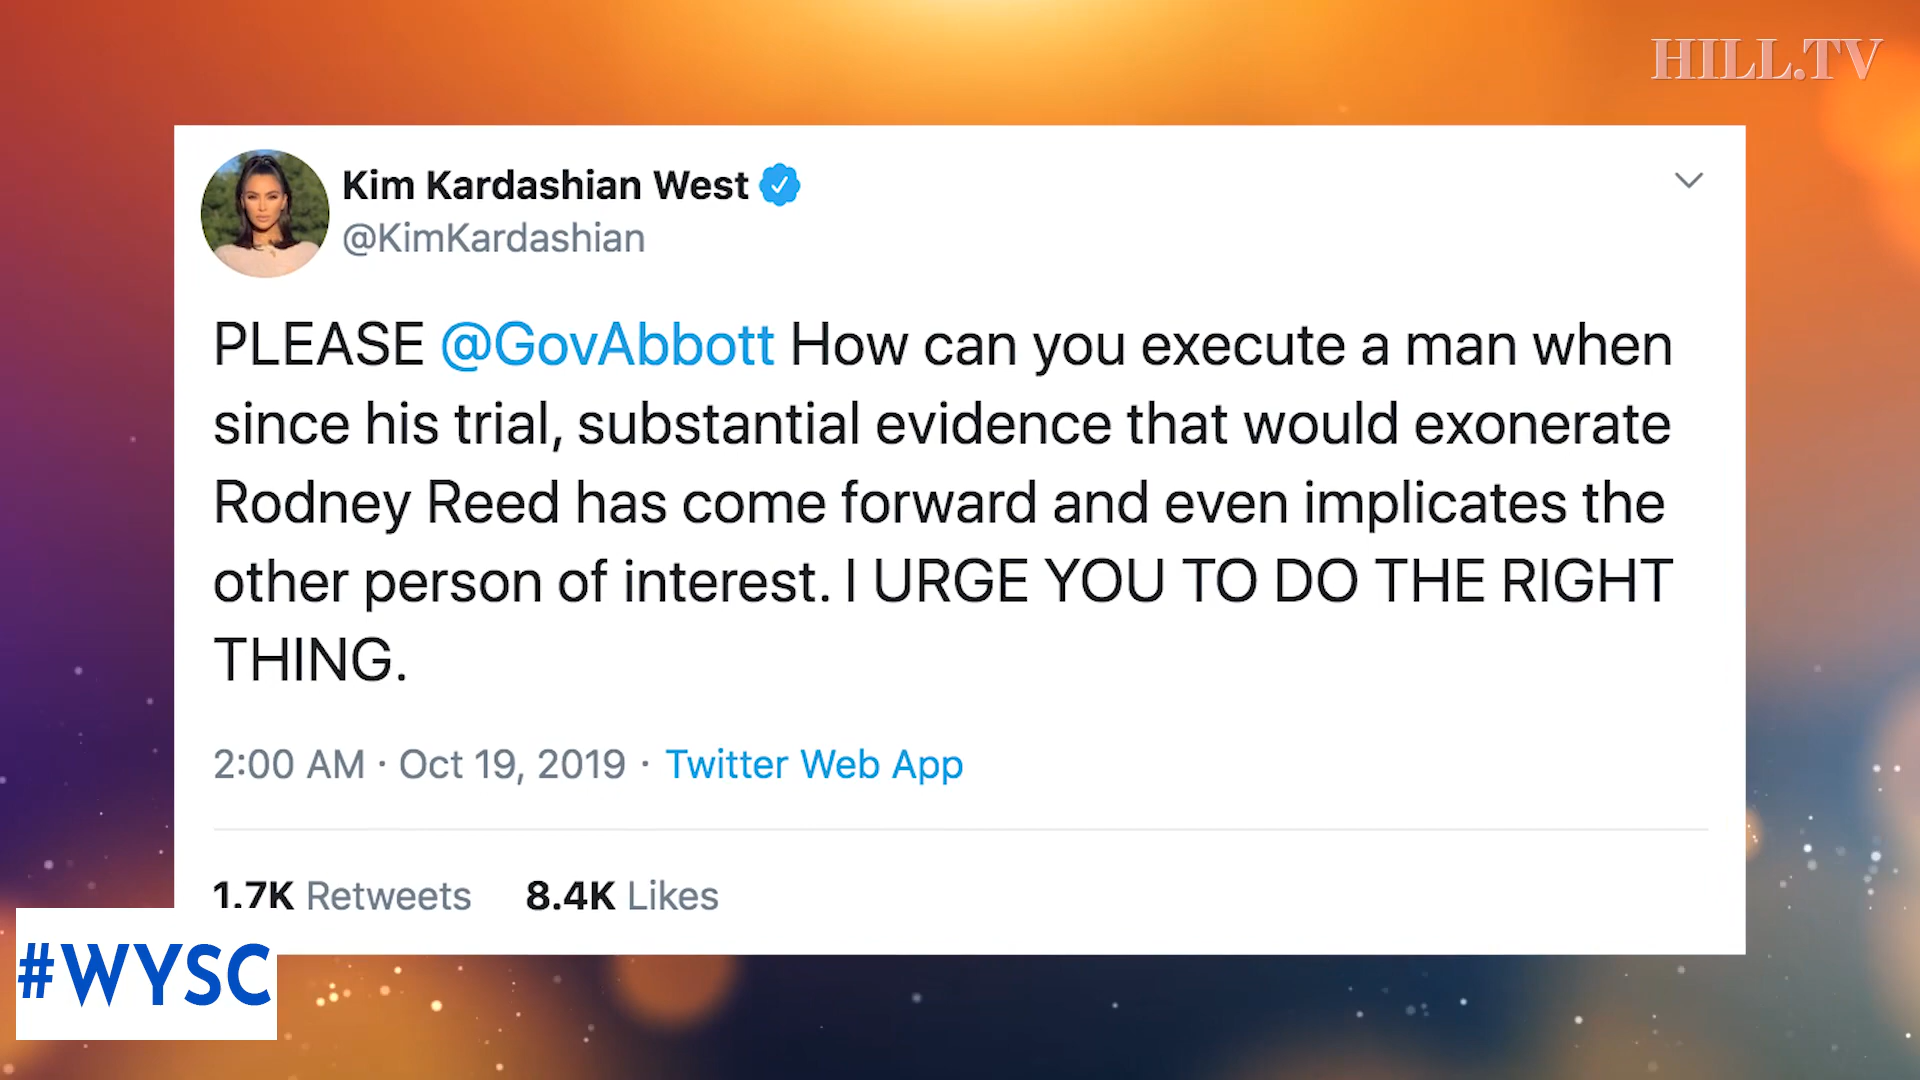 HILL.TV
Kim Kardashian West
@KimKardashian
PLEASE @GovAbbott How can you execute a man when
since his trial, substantial evidence that would exonerate
Rodney Reed has come forward and even implicates the
other person of interest. I URGE YOU TO DO THE RIGHT
THING.
2:00 AM · Oct 19, 2019 · Twitter Web App
1.7K Retweets 8.4K Likes
#WYSC